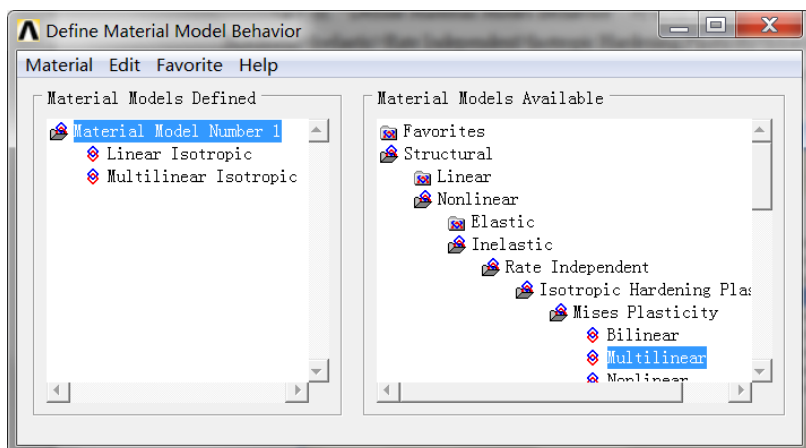 Define Material Model Behavior
Material Edit Favorite Help
Material Models Defined
Material Model Number 1
Linear Isotropic
Multilinear Isotropic
Material Models Available
Favorites
Structural
Linear
Nonlinear
Elastic
Inelastic
Rate Independent
Isotropic Hardening Plas
Mises Plasticity
Bilinear
Multilinear
Nonlinear